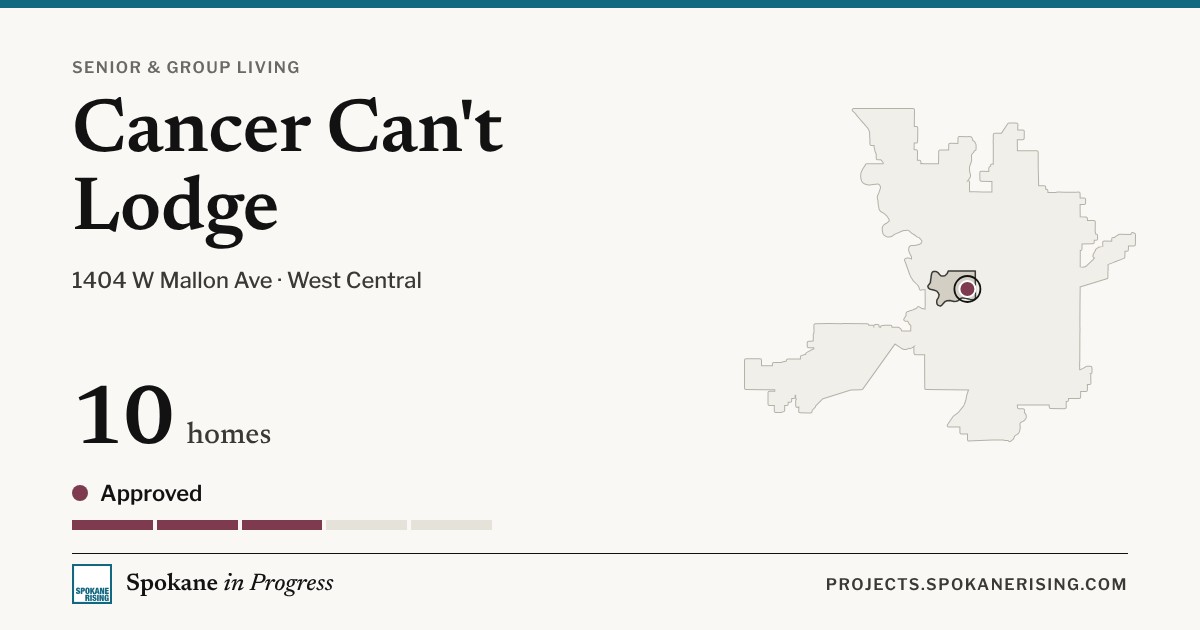 SENIOR & GROUP LIVING
Cancer Can't
Lodge
1404 W Mallon Ave · West Central
10 homes
Approved
SPOKANE
RISING
Spokane in Progress
PROJECTS.SPOKANERISING.COM